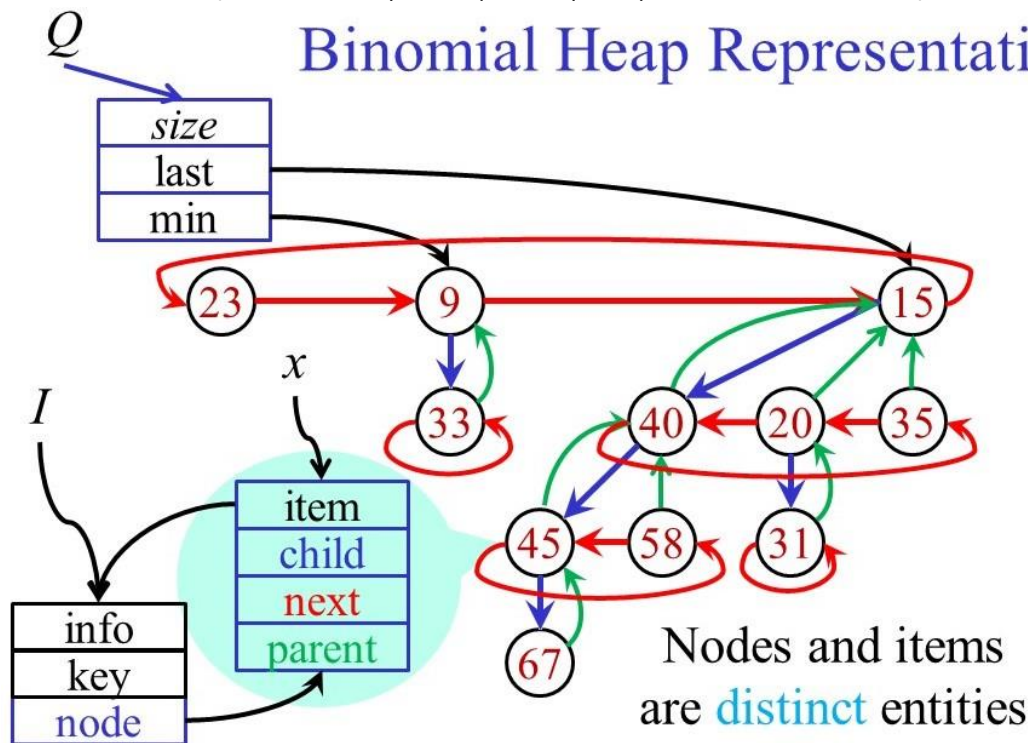 Q
Binomial Heap Representati
size
last
min
23
9
15
x
I
33
40
20
35
item
child
next
parent
45
58
31
info
key
node
67
Nodes and items
are distinct entities